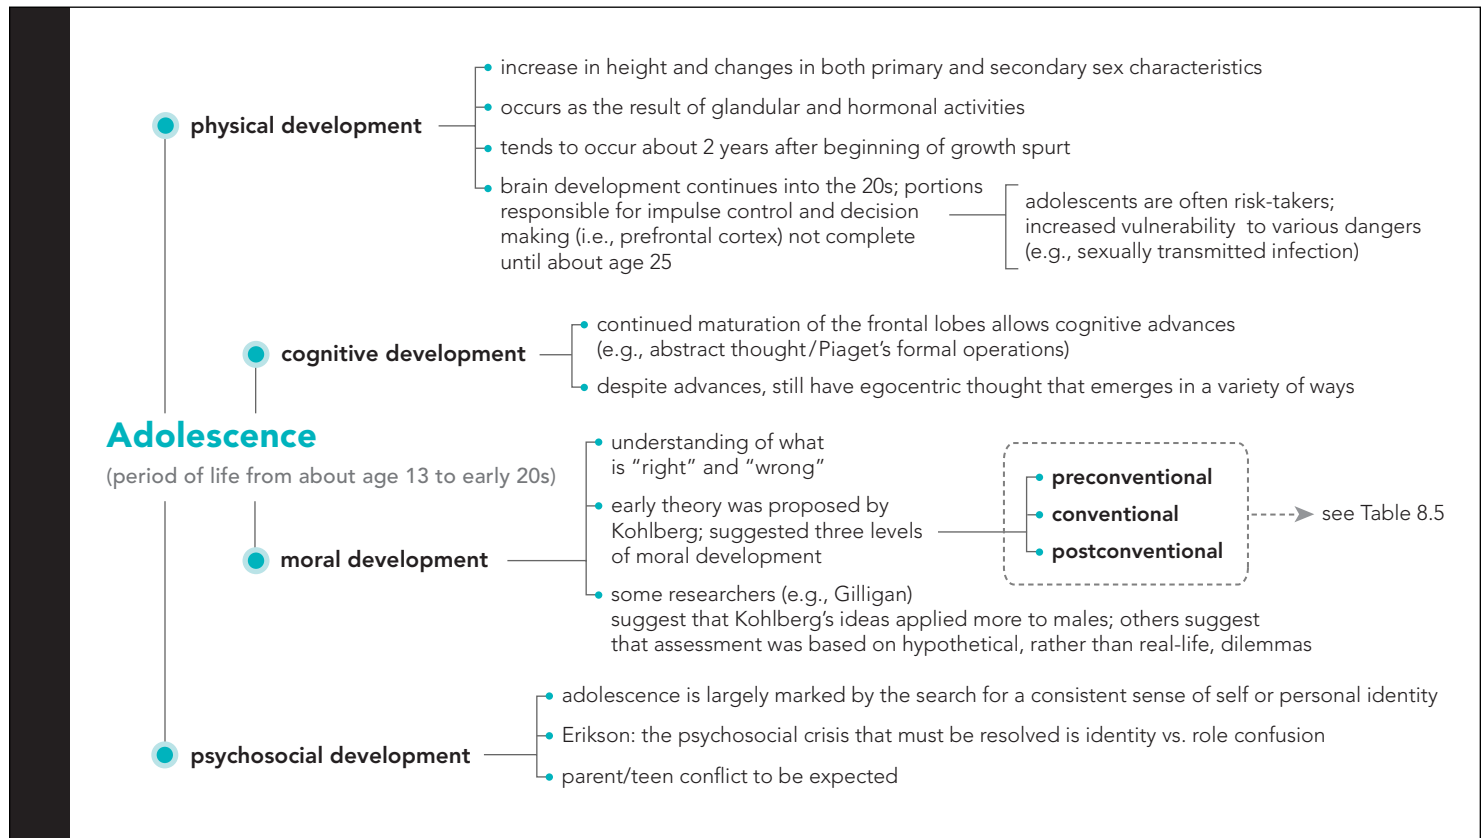 increase in height and changes in both primary and secondary sex characteristics
physical development
occurs as the result of glandular and hormonal activities
tends to occur about 2 years after beginning of growth spurt
brain development continues into the 20s; portions
responsible for impulse control and decision
making (i.e., prefrontal cortex) not complete
until about age 25
adolescents are often risk-takers;
increased vulnerability to various dangers
(e.g., sexually transmitted infection)
cognitive development
continued maturation of the frontal lobes allows cognitive advances
(e.g., abstract thought/Piaget's formal operations)
despite advances, still have egocentric thought that emerges in a variety of ways
Adolescence
(period of life from about age 13 to early 20s)
moral development
understanding of what
is “right” and “wrong”
early theory was proposed by
Kohlberg; suggested three levels
of moral development
preconventional
conventional
postconventional
see Table 8.5
some researchers (e.g., Gilligan)
suggest that Kohlberg's ideas applied more to males; others suggest
that assessment was based on hypothetical, rather than real-life, dilemmas
psychosocial development
adolescence is largely marked by the search for a consistent sense of self or personal identity
Erikson: the psychosocial crisis that must be resolved is identity vs. role confusion
parent/teen conflict to be expected